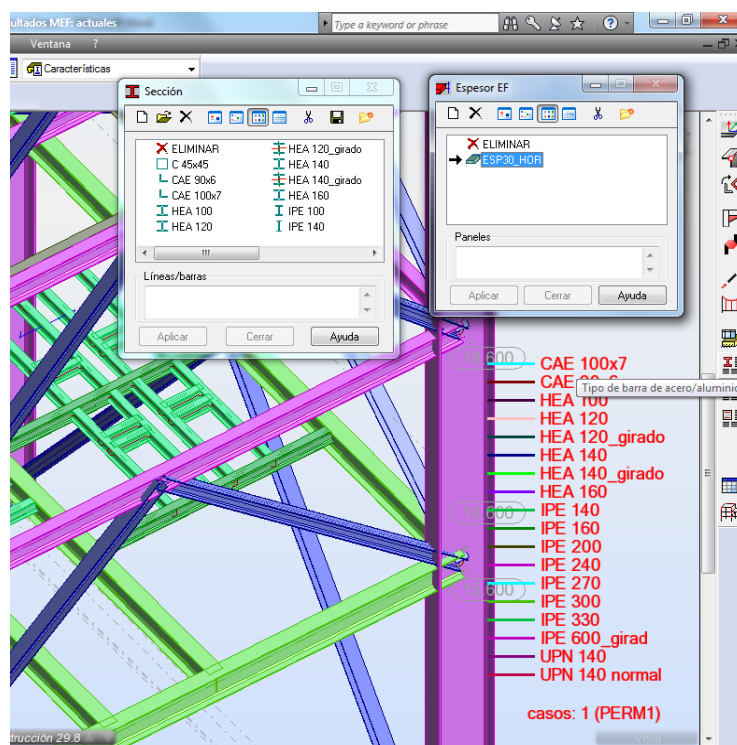 ultados MEF: actuales
Type a keyword or phrase
Ventana ?
Características
Sección
ELIMINAR
C 45x45
CAE 90x6
CAE 100x7
HEA 100
HEA 120
HEA 120_girado
HEA 140
HEA 140_girado
HEA 160
IPE 100
IPE 140
Líneas/barras
Aplicar Cerrar Ayuda
Espesor EF
ELIMINAR
ESP30_HOR
Paneles
Aplicar Cerrar Ayuda
CAE 100x7
Tipo de barra de acero/aluminio
HEA 100
HEA 120
HEA 120_girado
HEA 140
HEA 140_girado
HEA 160
IPE 140
IPE 160
IPE 200
IPE 240
IPE 270
IPE 300
IPE 330
IPE 600_girad
UPN 140
UPN 140 normal
casos: 1 (PERM1)
strucción 29.8
Vista